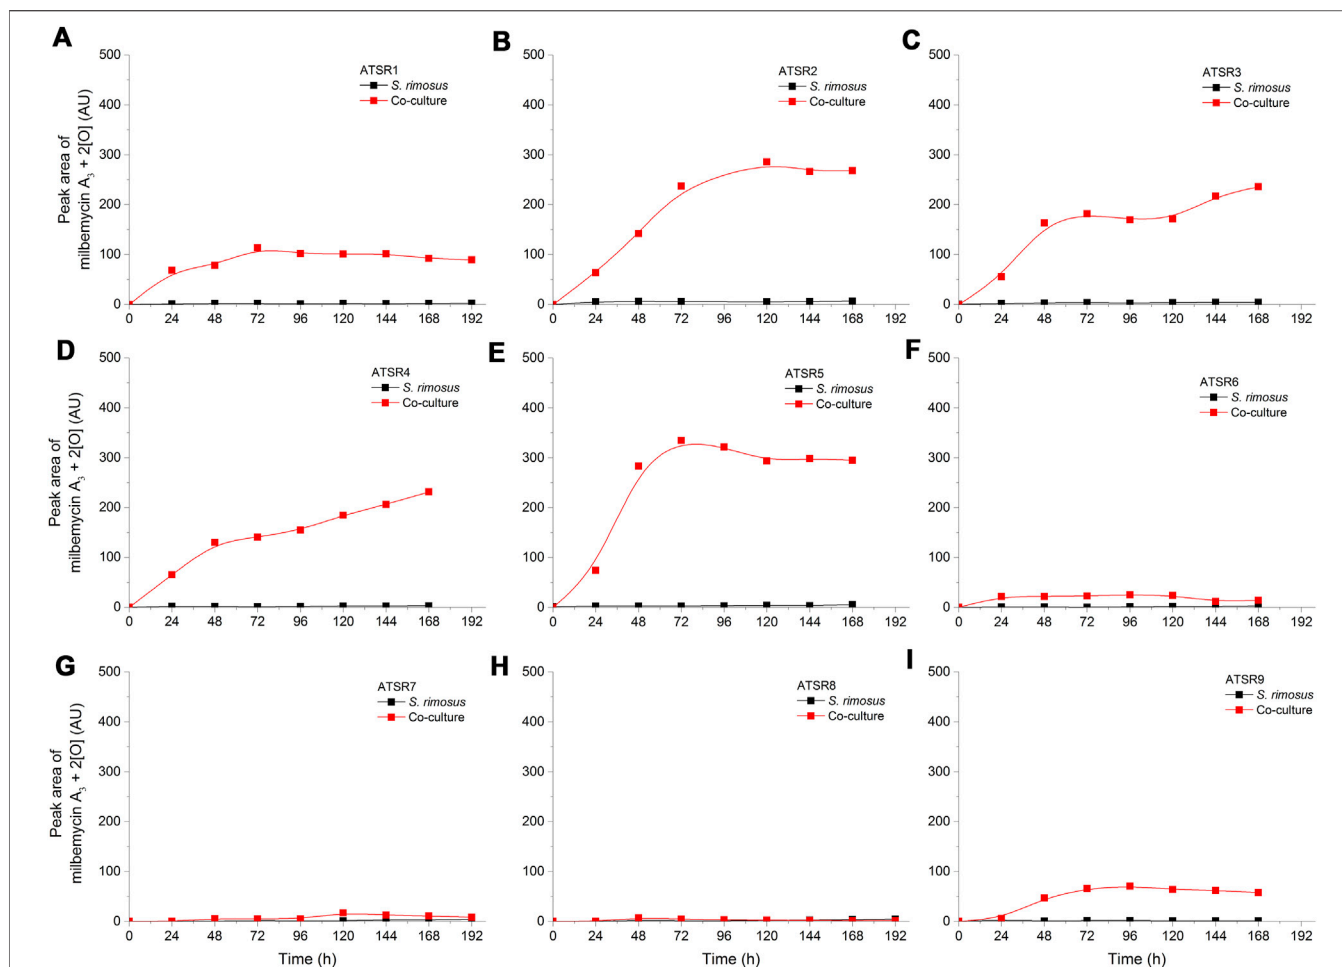 A
ATSR1
S. rimosus
Co-culture
500
400
300
200
100
0
0 24 48 72 96 120 144 168 192
Peak area of
milbemycin A₃ + 2[O] (AU)
B
ATSR2
S. rimosus
Co-culture
500
400
300
200
100
0
0 24 48 72 96 120 144 168 192
C
ATSR3
S. rimosus
Co-culture
500
400
300
200
100
0
0 24 48 72 96 120 144 168 192
D
ATSR4
S. rimosus
Co-culture
500
400
300
200
100
0
0 24 48 72 96 120 144 168 192
Peak area of
milbemycin A₃ + 2[O] (AU)
E
ATSR5
S. rimosus
Co-culture
500
400
300
200
100
0
0 24 48 72 96 120 144 168 192
F
ATSR6
S. rimosus
Co-culture
500
400
300
200
100
0
0 24 48 72 96 120 144 168 192
G
ATSR7
S. rimosus
Co-culture
500
400
300
200
100
0
0 24 48 72 96 120 144 168 192
Peak area of
milbemycin A₃ + 2[O] (AU)
Time (h)
H
ATSR8
S. rimosus
Co-culture
500
400
300
200
100
0
0 24 48 72 96 120 144 168 192
Time (h)
I
ATSR9
S. rimosus
Co-culture
500
400
300
200
100
0
0 24 48 72 96 120 144 168 192
Time (h)